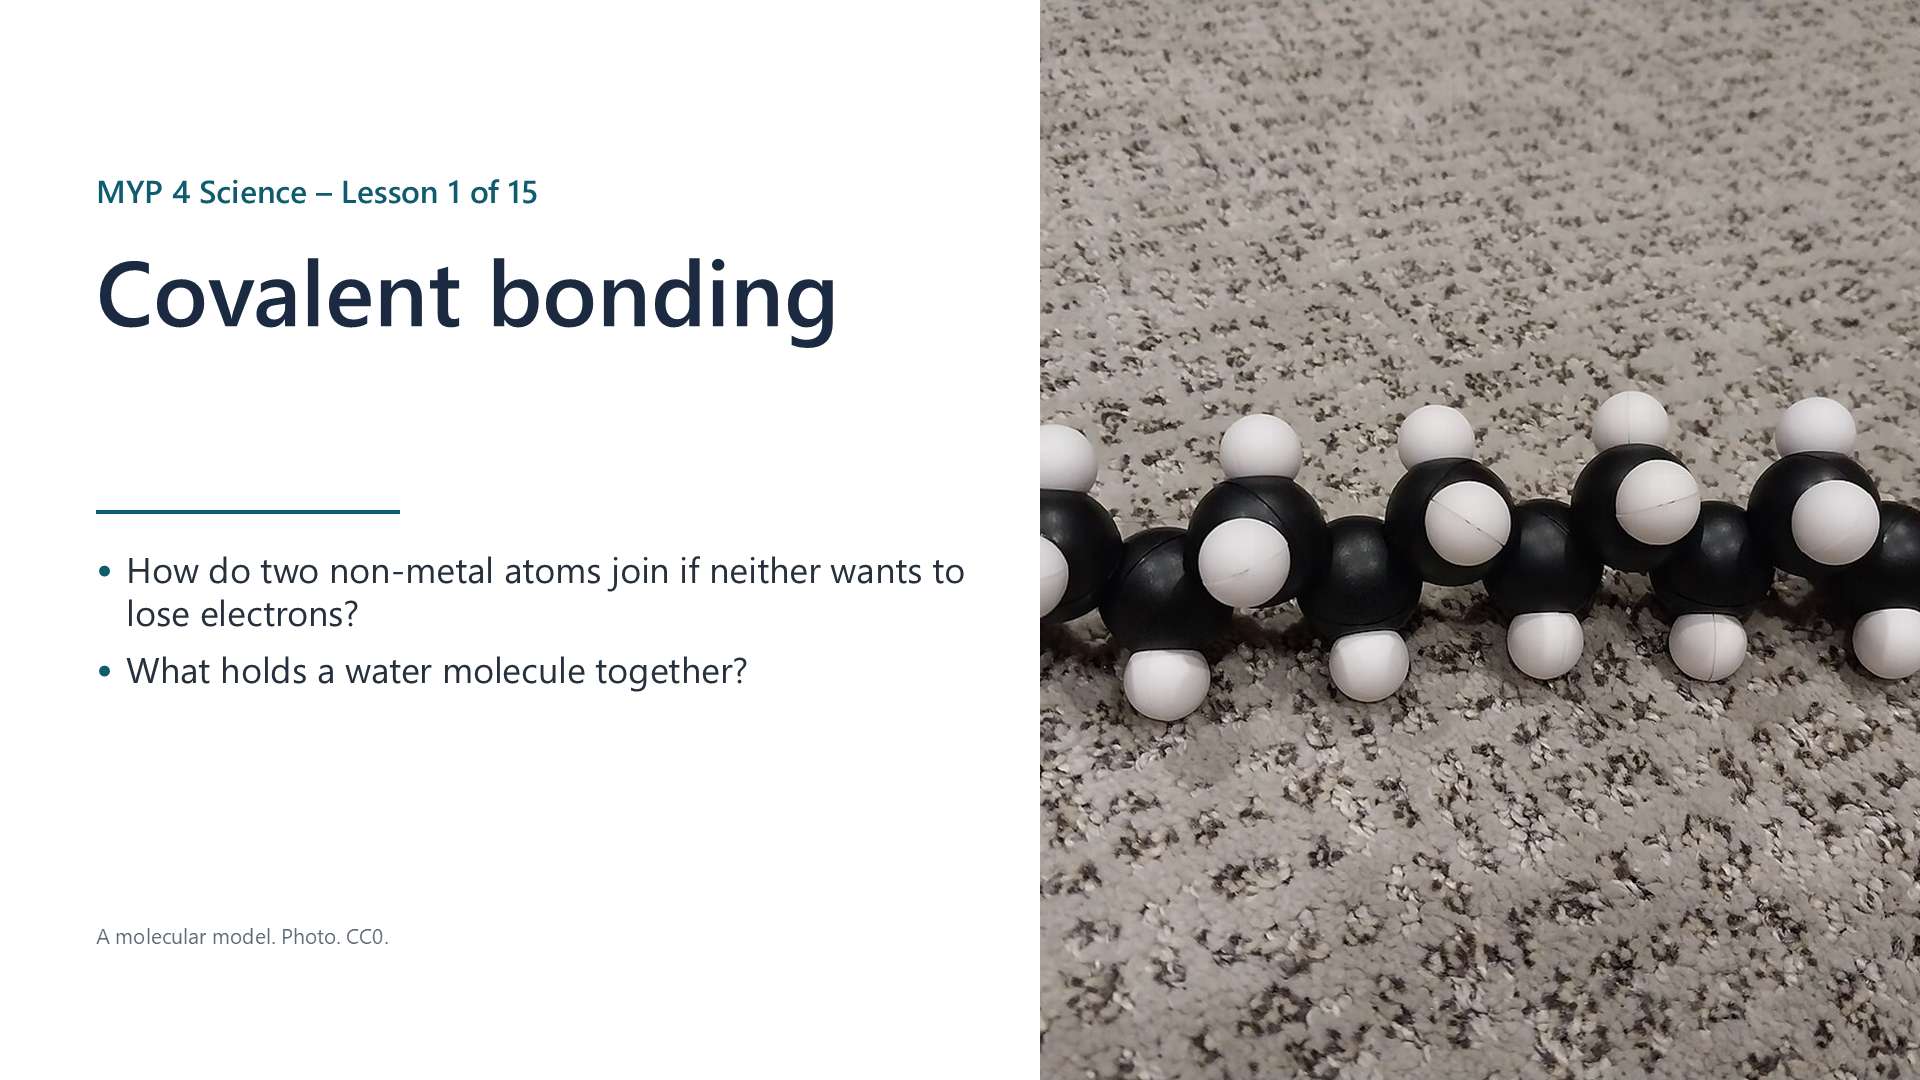 MYP 4 Science – Lesson 1 of 15
Covalent bonding
• How do two non-metal atoms join if neither wants to
lose electrons?
• What holds a water molecule together?
A molecular model. Photo. CC0.